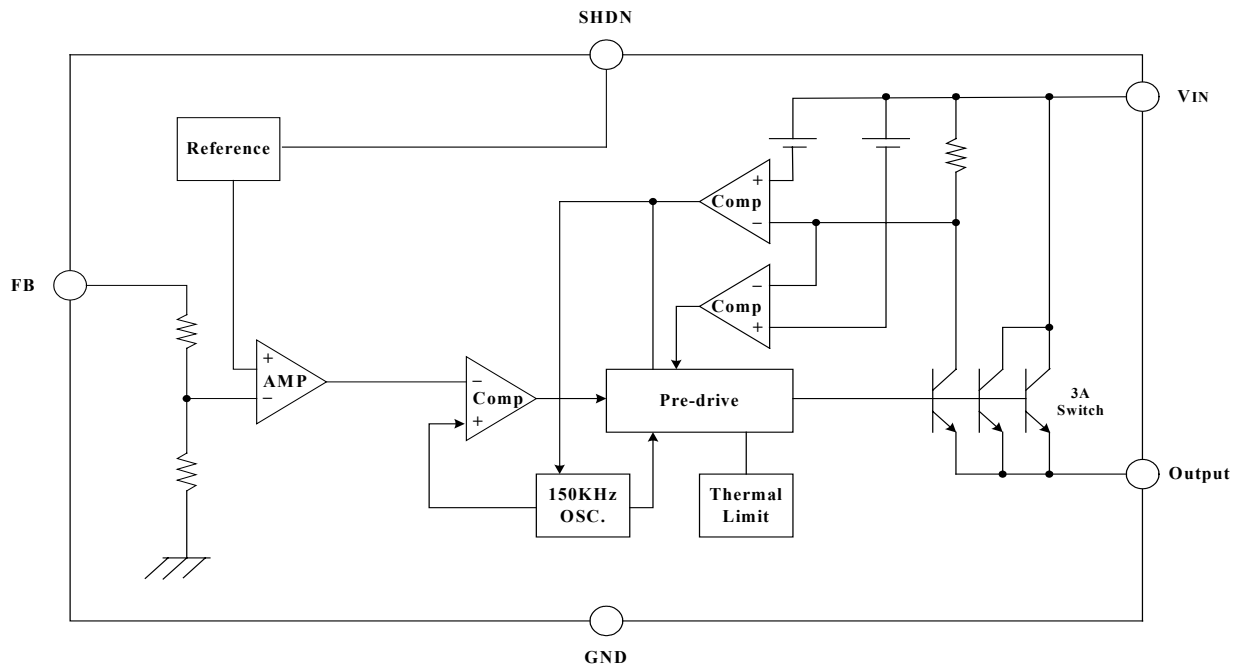 SHDN
VIN
Reference
+
Comp
−
FB
−
Comp
+
+
AMP
−
−
Comp
+
Pre-drive
3A
Switch
150KHz
OSC.
Thermal
Limit
Output
GND